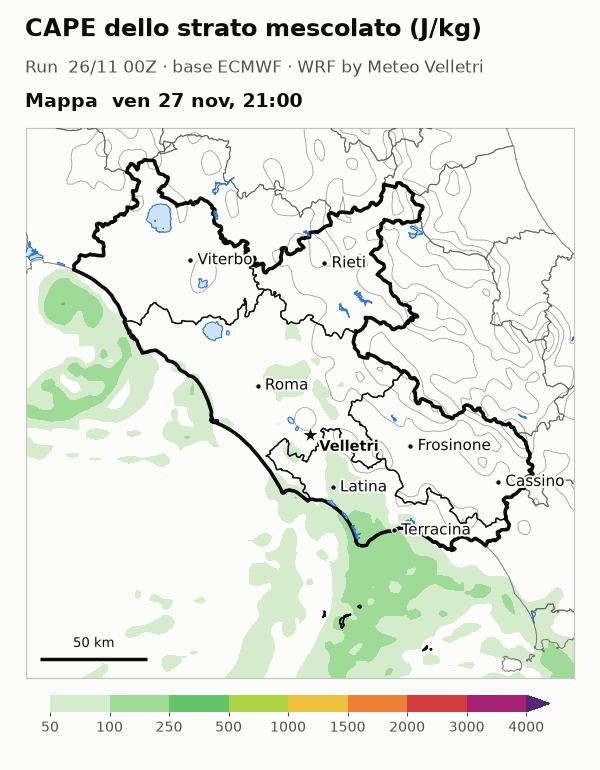 CAPE dello strato mescolato (J/kg)
Run  26/11 00Z · base ECMWF · WRF by Meteo Velletri
Mappa  ven 27 nov, 21:00
Viterbo
Rieti
Roma
Velletri
Frosinone
Latina
Cassino
Terracina
50 km
50 100 250 500 1000 1500 2000 3000 4000